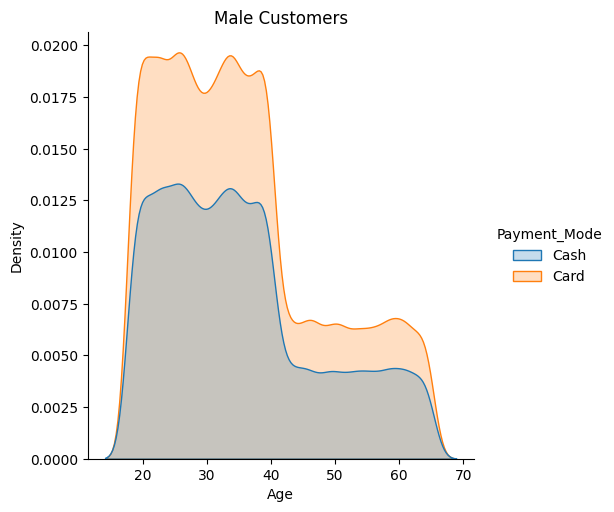 Male Customers
0.0200
0.0175
0.0150
0.0125
0.0100
0.0075
0.0050
0.0025
0.0000
Density
20 30 40 50 60 70
Age
Payment_Mode
Cash
Card